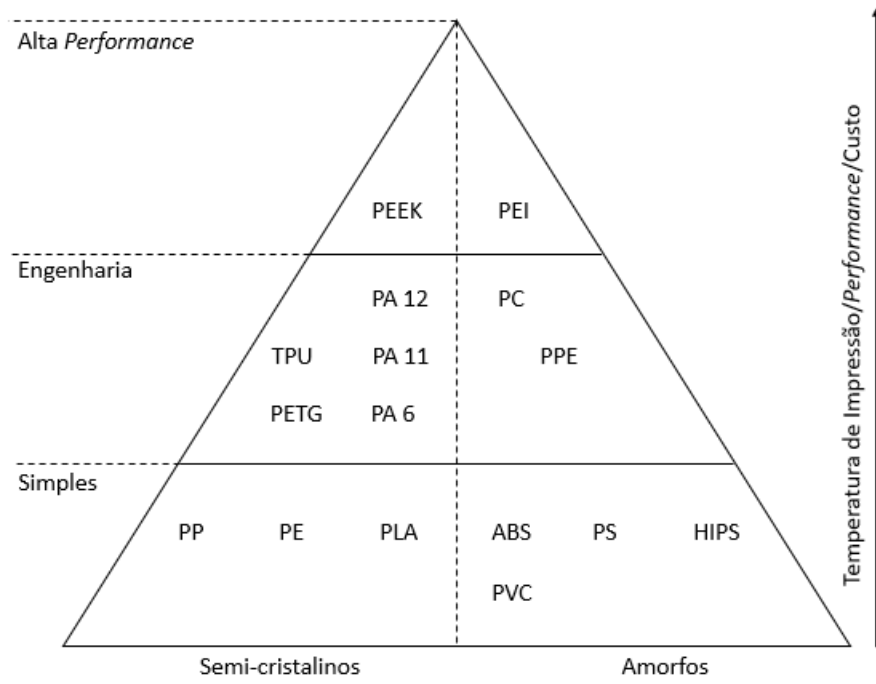 Alta Performance
PEEK PEI
Engenharia
PA 12 PC
TPU PA 11 PPE
PETG PA 6
Simples
PP PE PLA ABS PS HIPS
PVC
Semi-cristalinos Amorfos
Temperatura de Impressão/Performance/Custo